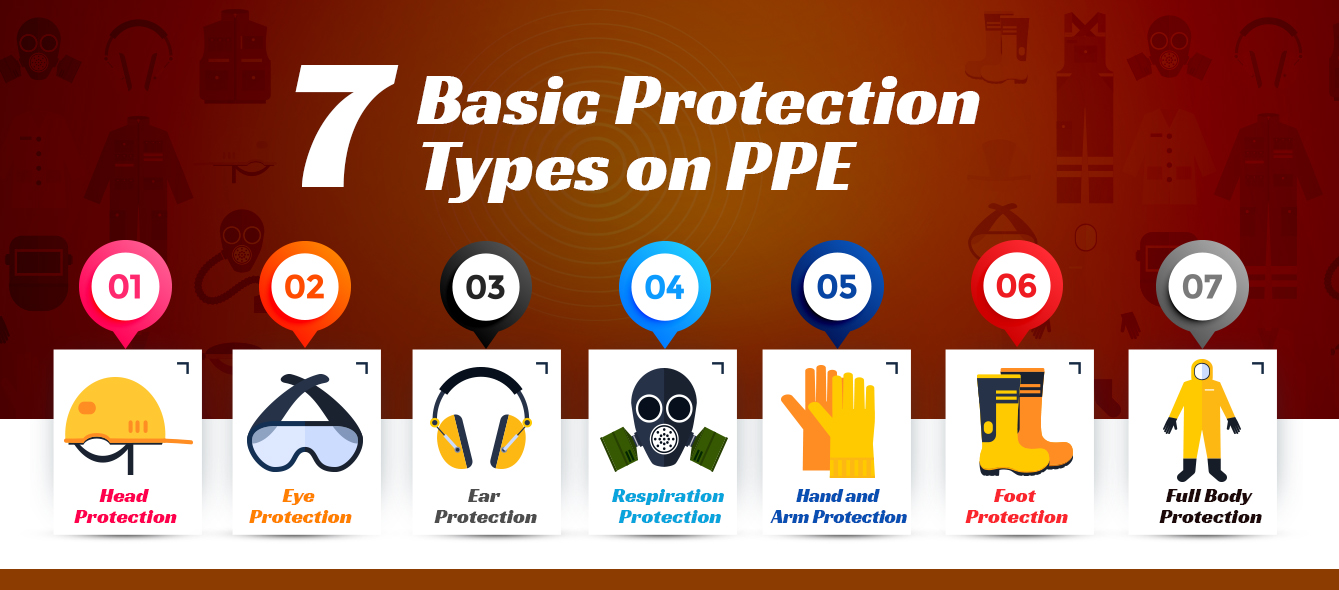 7 Basic Protection
Types on PPE
01
02
03
04
05
06
07
Head
Protection
Eye
Protection
Ear
Protection
Respiration
Protection
Hand and
Arm Protection
Foot
Protection
Full Body
Protection